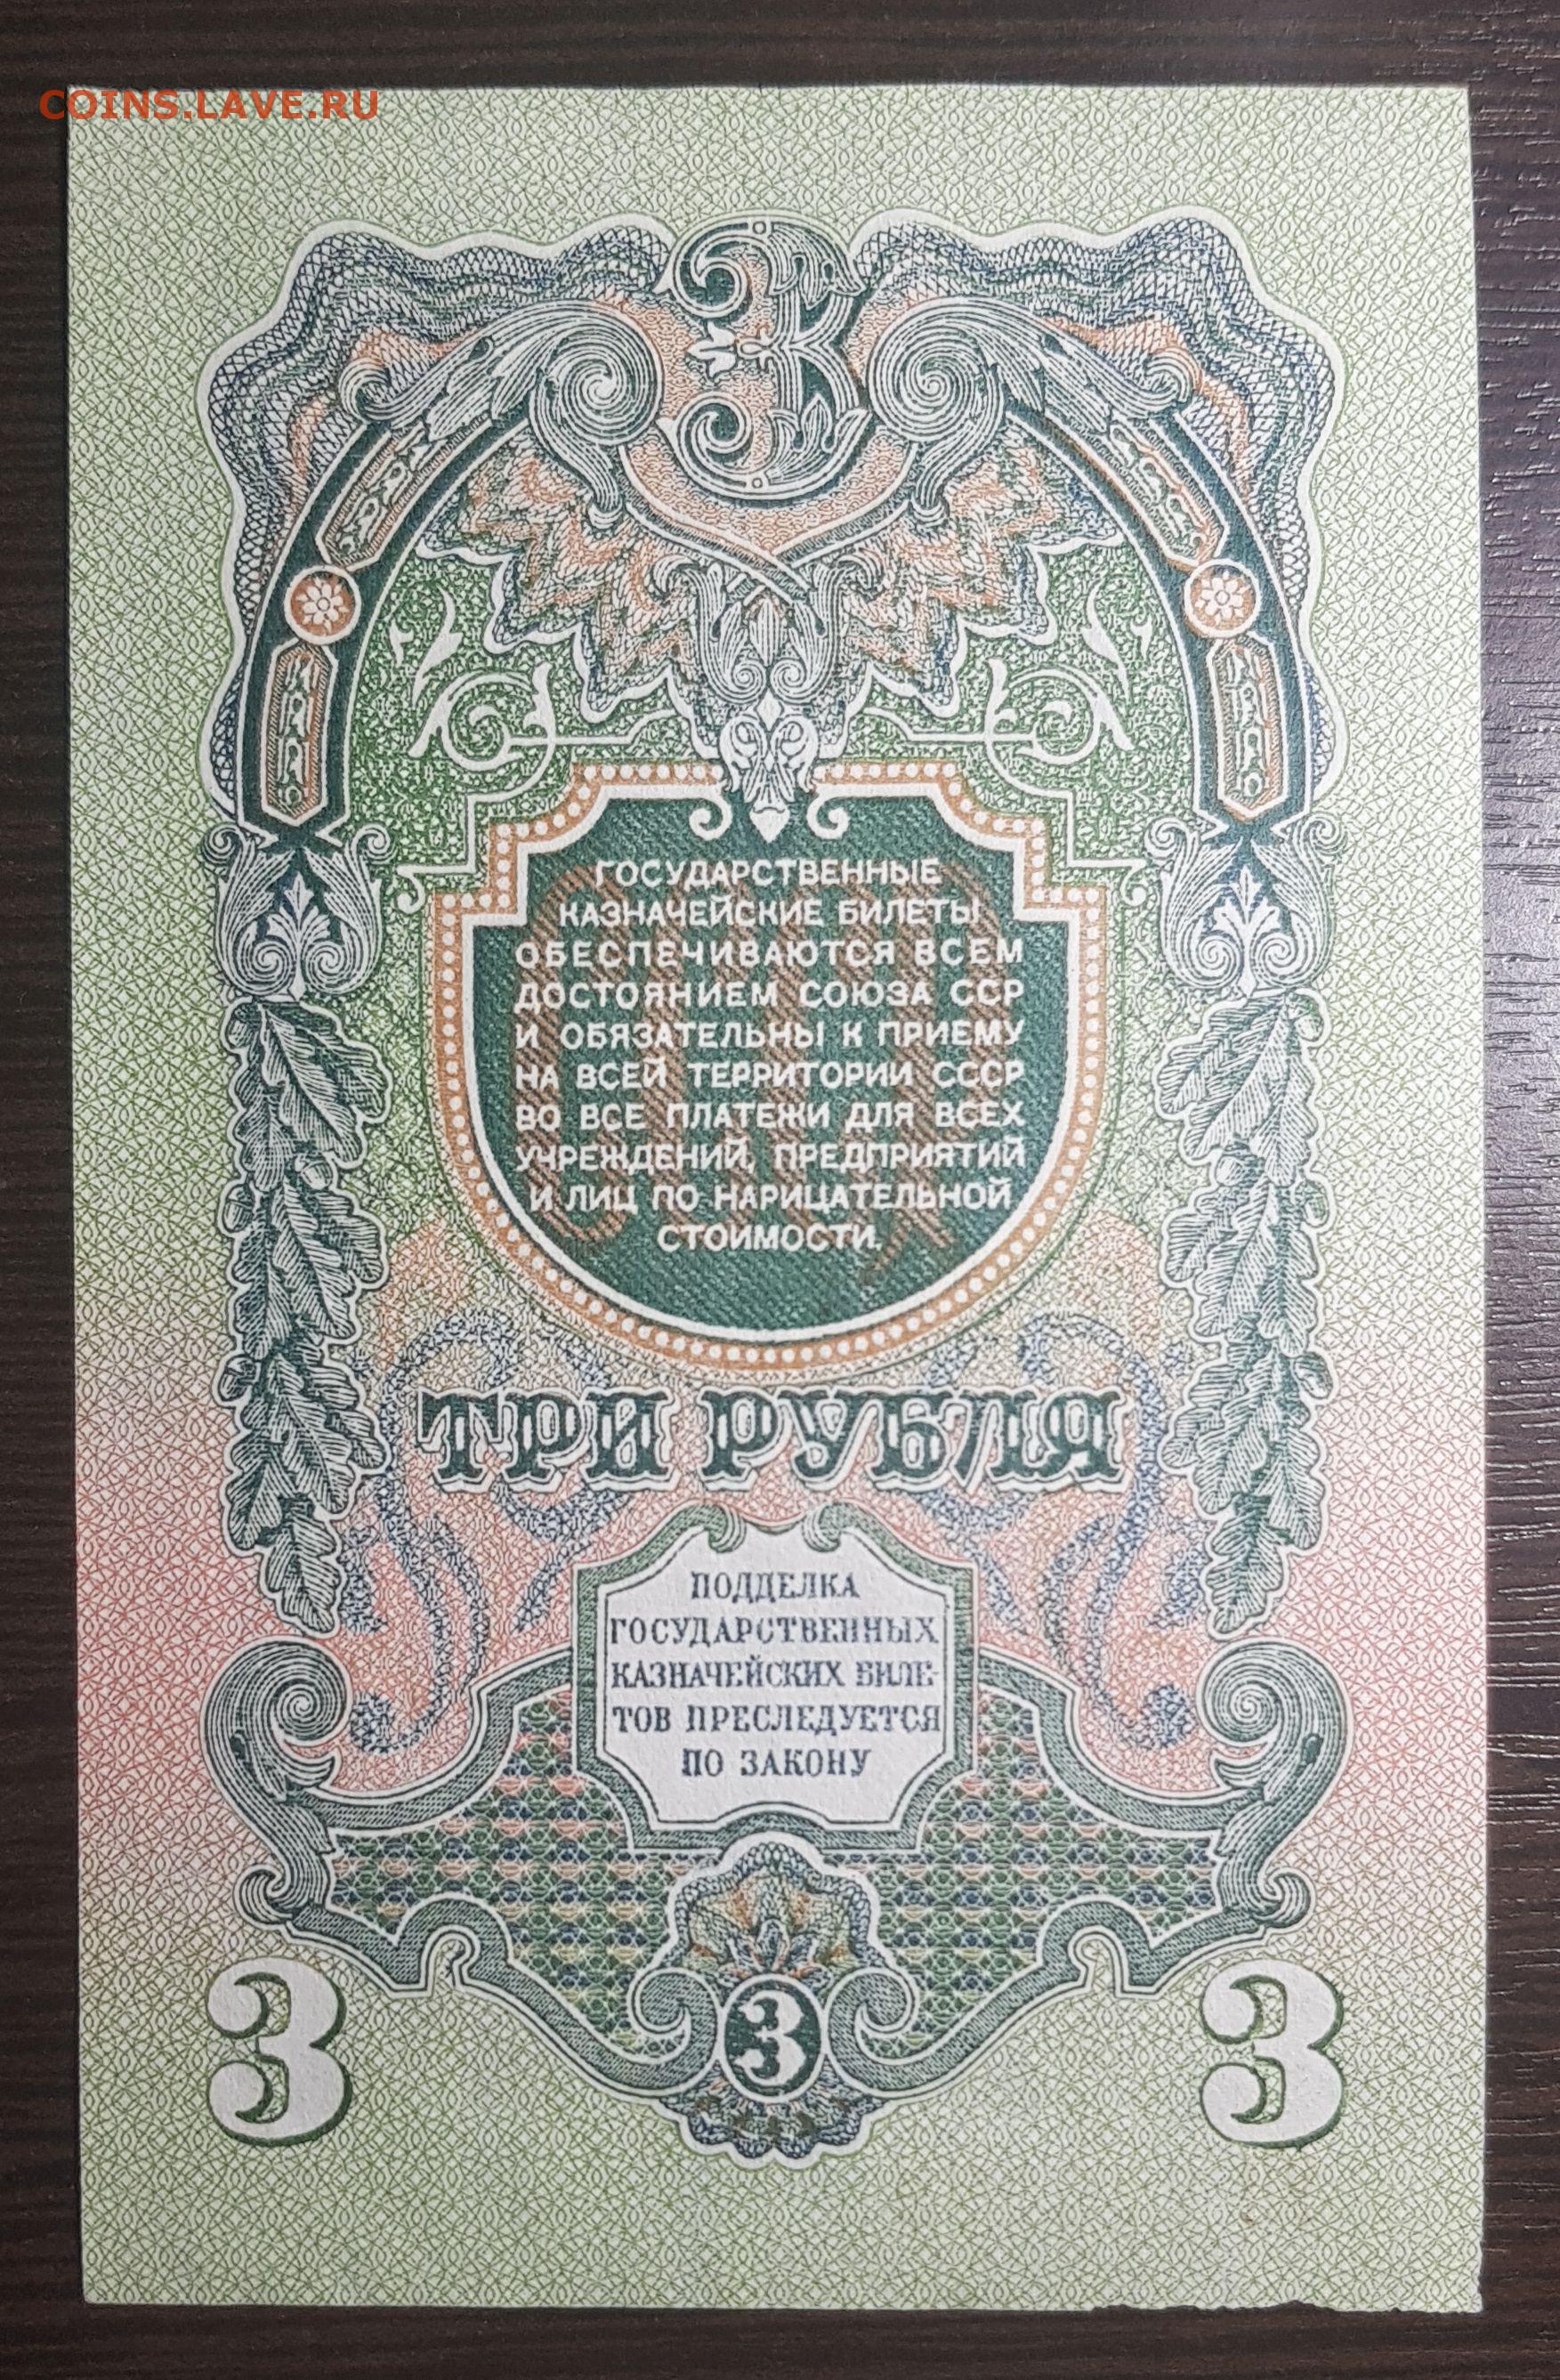 COINS.LAVE.RU
3
ГОСУДАРСТВЕННЫЕ
КАЗНАЧЕЙСКИЕ БИЛЕТЫ
ОБЕСПЕЧИВАЮТСЯ ВСЕМ
ДОСТОЯНИЕМ СОЮЗА ССР
И ОБЯЗАТЕЛЬНЫ К ПРИЕМУ
НА ВСЕЙ ТЕРРИТОРИИ СССР
ВО ВСЕ ПЛАТЕЖИ ДЛЯ ВСЕХ
УЧРЕЖДЕНИЙ, ПРЕДПРИЯТИЙ
И ЛИЦ ПО НАРИЦАТЕЛЬНОЙ
СТОИМОСТИ.
ТРИ РУБЛЯ
ПОДДЕЛКА
ГОСУДАРСТВЕННЫХ
КАЗНАЧЕЙСКИХ БИЛЕ-
ТОВ ПРЕСЛЕДУЕТСЯ
ПО ЗАКОНУ
3 3 3